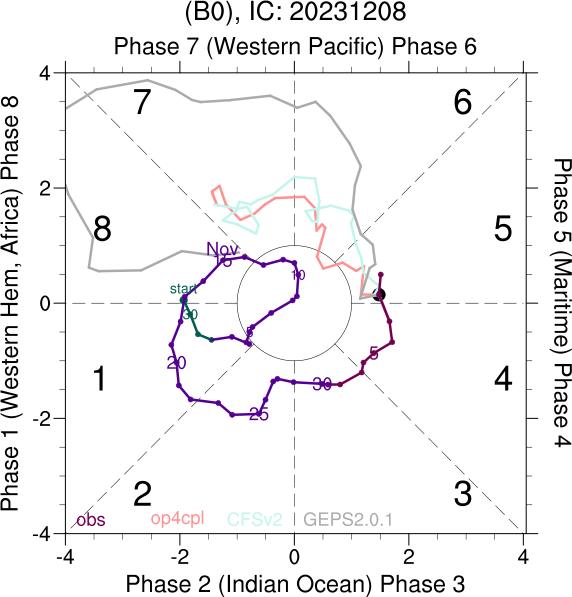 (B0), IC: 20231208
Phase 7 (Western Pacific) Phase 6
4
7
6
2
8
Nov
15
5
start
10
0
30
5
5
1
20
4
30
-2
25
2
3
obs
op4cpl
CFSv2
GEPS2.0.1
-4
-4
-2
0
2
4
Phase 2 (Indian Ocean) Phase 3
Phase 1 (Western Hem, Africa) Phase 8
Phase 5 (Maritime) Phase 4